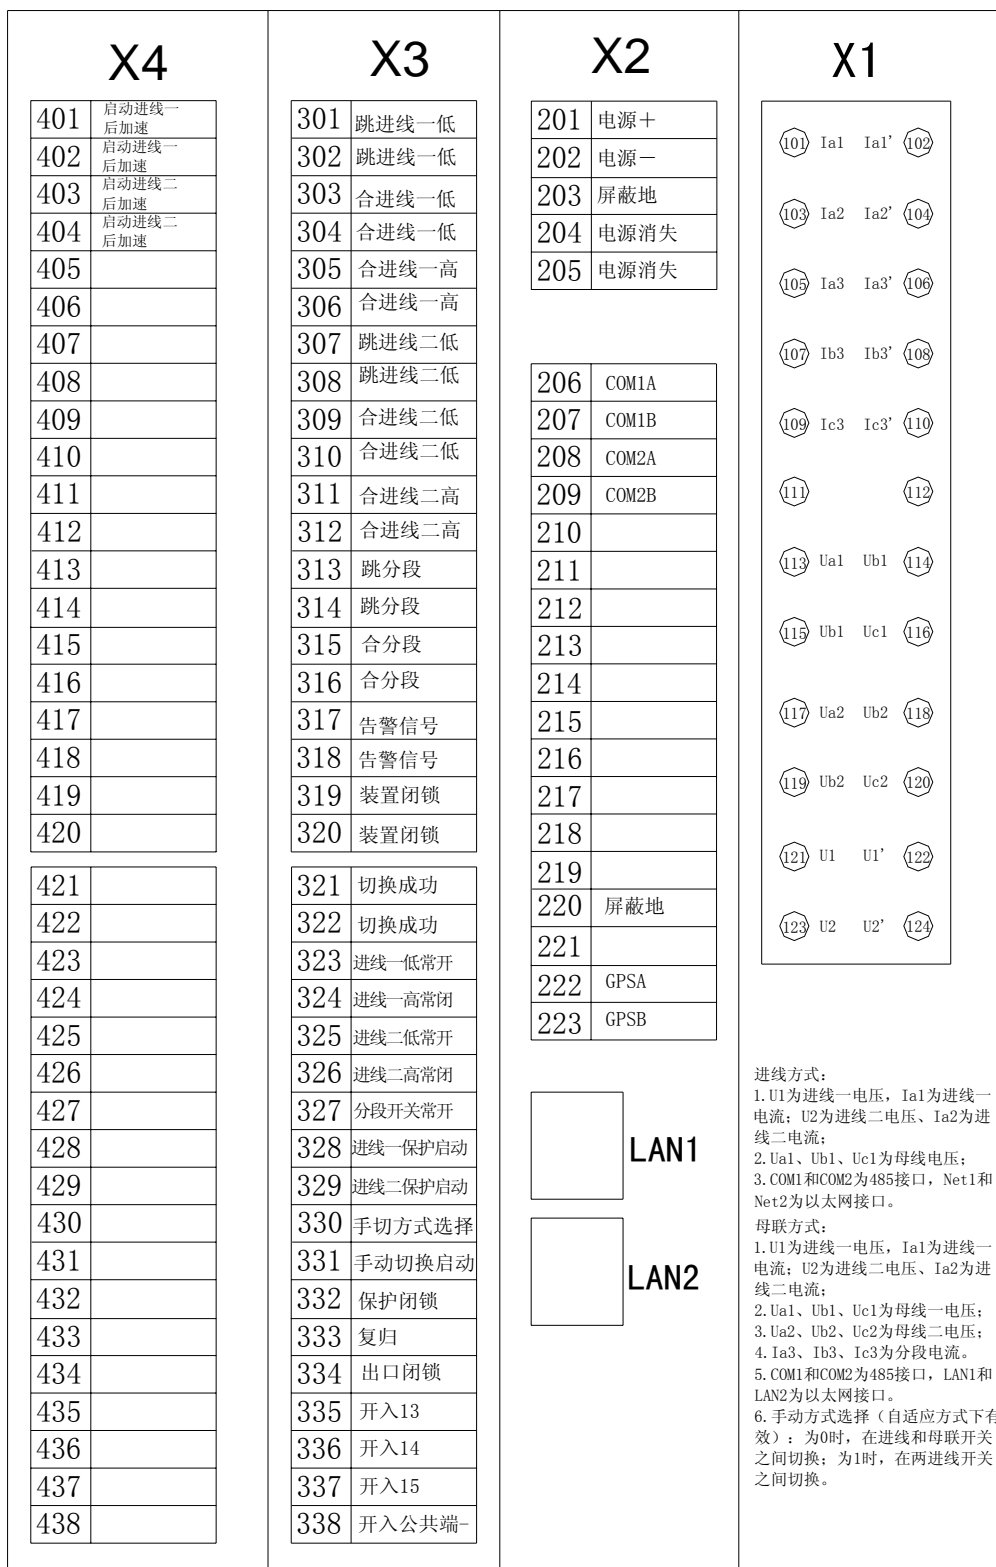 X4
401 启动进线一
后加速
402 启动进线一
后加速
403 启动进线二
后加速
404 启动进线二
后加速
405
406
407
408
409
410
411
412
413
414
415
416
417
418
419
420
421
422
423
424
425
426
427
428
429
430
431
432
433
434
435
436
437
438
X3
301 跳进线一低
302 跳进线一低
303 合进线一低
304 合进线一低
305 合进线一高
306 合进线一高
307 跳进线二低
308 跳进线二低
309 合进线二低
310 合进线二低
311 合进线二高
312 合进线二高
313 跳分段
314 跳分段
315 合分段
316 合分段
317 告警信号
318 告警信号
319 装置闭锁
320 装置闭锁
321 切换成功
322 切换成功
323 进线一低常开
324 进线一高常闭
325 进线二低常开
326 进线二高常闭
327 分段开关常开
328 进线一保护启动
329 进线二保护启动
330 手切方式选择
331 手动切换启动
332 保护闭锁
333 复归
334 出口闭锁
335 开入13
336 开入14
337 开入15
338 开入公共端-
X2
201 电源＋
202 电源－
203 屏蔽地
204 电源消失
205 电源消失
206 COM1A
207 COM1B
208 COM2A
209 COM2B
210
211
212
213
214
215
216
217
218
219
220 屏蔽地
221
222 GPSA
223 GPSB
LAN1
LAN2
X1
101 Ia1 Ia1' 102
103 Ia2 Ia2' 104
105 Ia3 Ia3' 106
107 Ib3 Ib3' 108
109 Ic3 Ic3' 110
111 112
113 Ua1 Ub1 114
115 Ub1 Uc1 116
117 Ua2 Ub2 118
119 Ub2 Uc2 120
121 U1 U1' 122
123 U2 U2' 124
进线方式：
1.U1为进线一电压，Ia1为进线一
电流；U2为进线二电压、Ia2为进
线二电流；
2.Ua1、Ub1、Uc1为母线电压；
3.COM1和COM2为485接口，Net1和
Net2为以太网接口。
母联方式：
1.U1为进线一电压，Ia1为进线一
电流；U2为进线二电压、Ia2为进
线二电流；
2.Ua1、Ub1、Uc1为母线一电压；
3.Ua2、Ub2、Uc2为母线二电压；
4.Ia3、Ib3、Ic3为分段电流。
5.COM1和COM2为485接口，LAN1和
LAN2为以太网接口。
6.手动方式选择（自适应方式下有
效）：为0时，在进线和母联开关
之间切换；为1时，在两进线开关
之间切换。